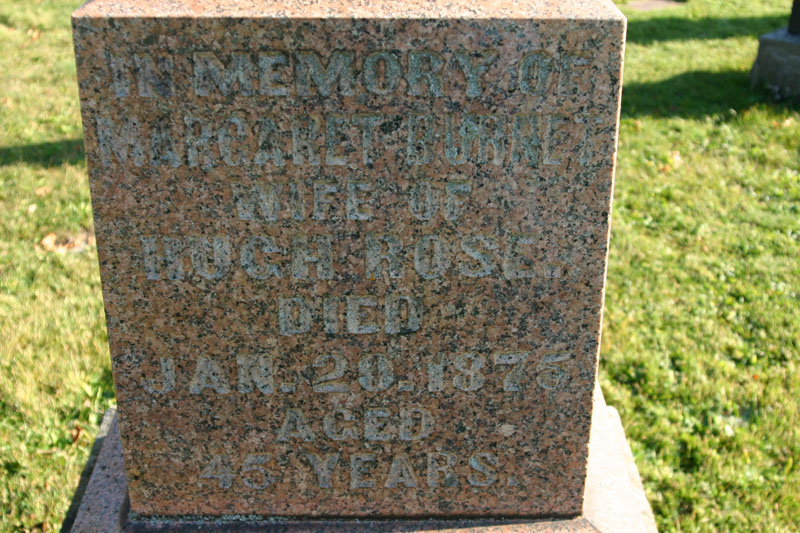 IN MEMORY OF
MARGARET BURNET
WIFE OF
HUGH ROSE.
DIED
JAN. 20. 1875
AGED
45 YEARS.